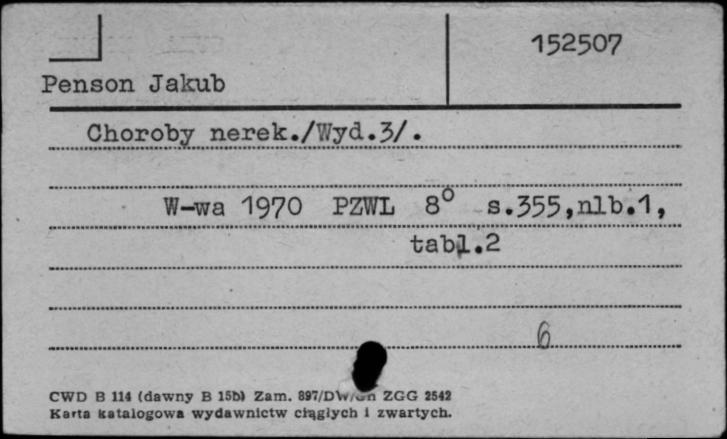 152507
Penson Jakub
Choroby nerek./Wyd.3/.
W-wa 1970 PZWL 8° s.355,nlb.1,
tabl.2
6
CWD B 114 (dawny B 15b) Zam. 897/DW/ ZGG 2542
Karta katalogowa wydawnictw ciągłych i zwartych.